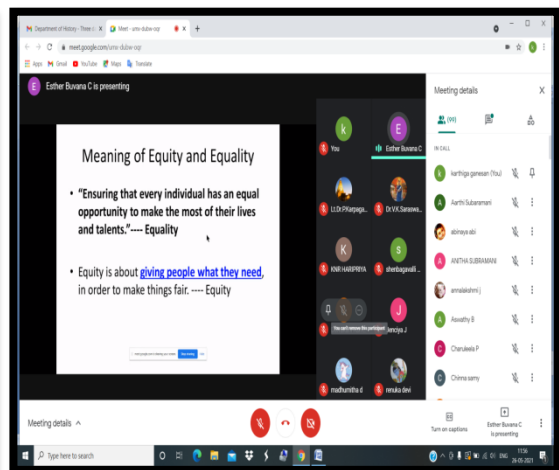 Department of History - Three c
Meet - umv-dubw-oqr
meet.google.com/umv-dubw-oqr
Apps
Gmail
YouTube
Maps
Translate
E
Esther Buvana C is presenting
Meaning of Equity and Equality
• “Ensuring that every individual has an equal
opportunity to make the most of their lives
and talents.”---- Equality
• Equity is about giving people what they need,
in order to make things fair. ---- Equity
k
You
E
Esther Buvana C
Lt.Dr.P.Karpaga...
Dr.V.K.Saraswa...
K
KNR HARIPRIYA
s
shenbagavalli ...
You can't remove this participant
J
Jenciya J
madhumitha d
renuka devi
Meeting details
(99)
IN CALL
k
karthiga ganesan (You)
A
Aarthi Subaramani
abinaya abi
A
ANITHA SUBRAMANI
annalakshmi j
A
Aswathy B
C
Charuleela P
C
Chinna samy
Meeting details
Turn on captions
Esther Buvana C
is presenting
Type here to search
ENG
11:56
26-05-2021